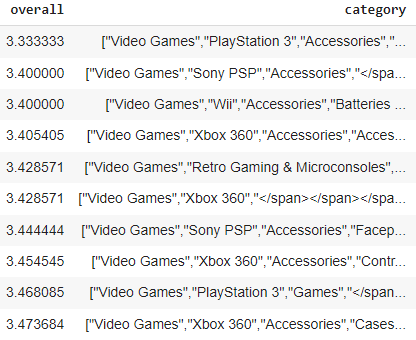 overall category
3.333333 ["Video Games","PlayStation 3","Accessories","...
3.400000 ["Video Games","Sony PSP","Accessories","</spa...
3.400000 ["Video Games","Wii","Accessories","Batteries ...
3.405405 ["Video Games","Xbox 360","Accessories","Acces...
3.428571 ["Video Games","Retro Gaming & Microconsoles",...
3.428571 ["Video Games","Xbox 360","</span></span></spa...
3.444444 ["Video Games","Sony PSP","Accessories","Facep...
3.454545 ["Video Games","Xbox 360","Accessories","Contr...
3.468085 ["Video Games","PlayStation 3","Games","</span...
3.473684 ["Video Games","Xbox 360","Accessories","Cases...